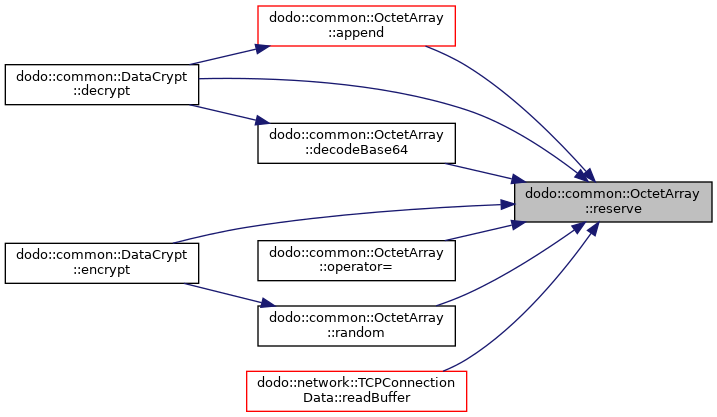 dodo::common::OctetArray
::append
dodo::common::DataCrypt
::decrypt
dodo::common::OctetArray
::decodeBase64
dodo::common::OctetArray
::reserve
dodo::common::DataCrypt
::encrypt
dodo::common::OctetArray
::operator=
dodo::common::OctetArray
::random
dodo::network::TCPConnection
Data::readBuffer